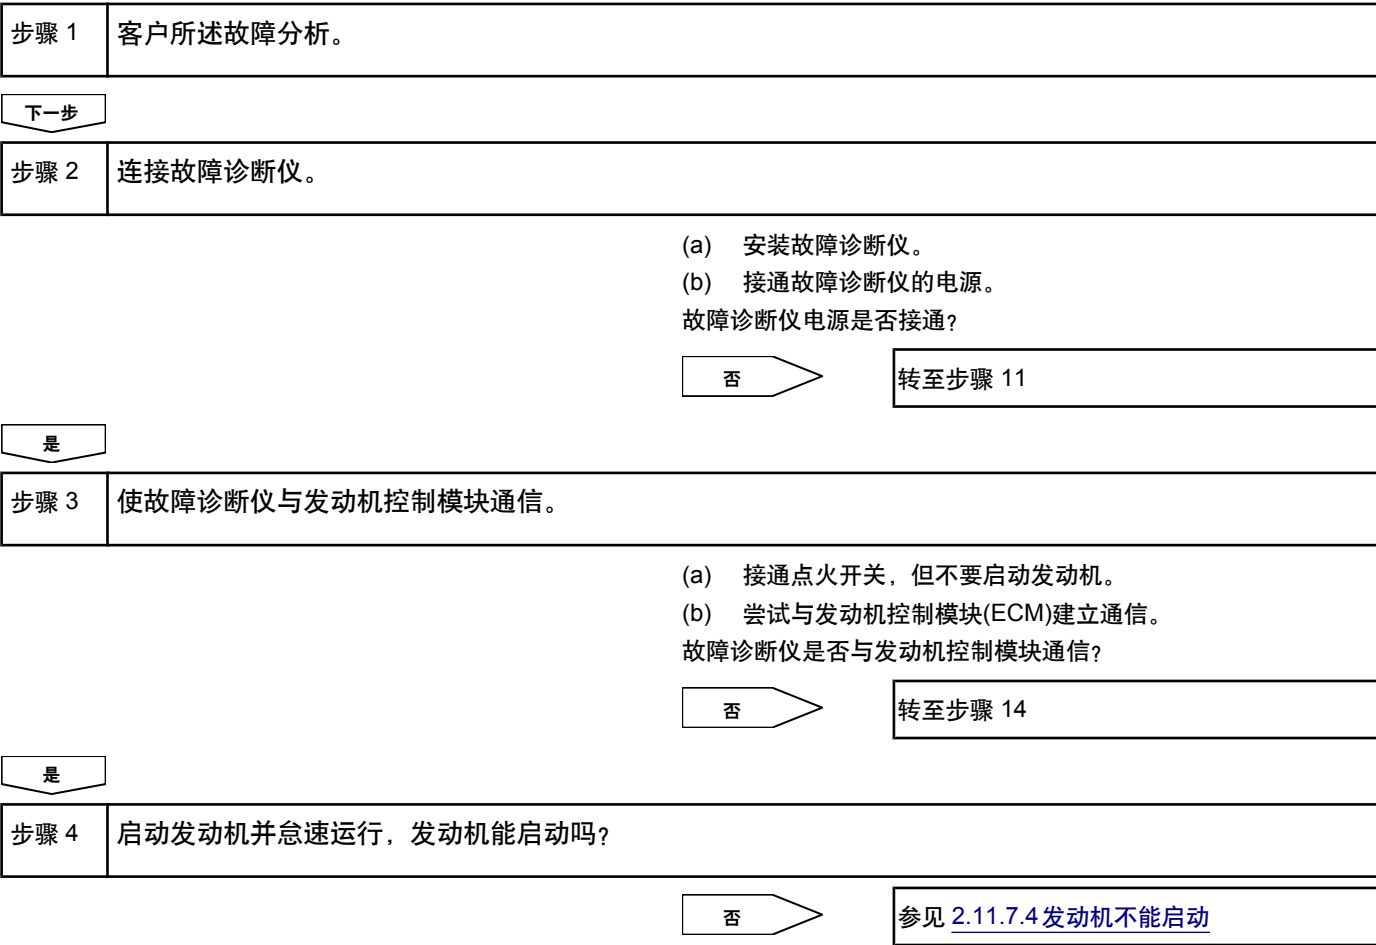 步骤 1 客户所述故障分析。
下一步
步骤 2 连接故障诊断仪。
(a) 安装故障诊断仪。
(b) 接通故障诊断仪的电源。
故障诊断仪电源是否接通?
否 转至步骤 11
是
步骤 3 使故障诊断仪与发动机控制模块通信。
(a) 接通点火开关，但不要启动发动机。
(b) 尝试与发动机控制模块(ECM)建立通信。
故障诊断仪是否与发动机控制模块通信?
否 转至步骤 14
是
步骤 4 启动发动机并怠速运行，发动机能启动吗?
否 参见 2.11.7.4发动机不能启动